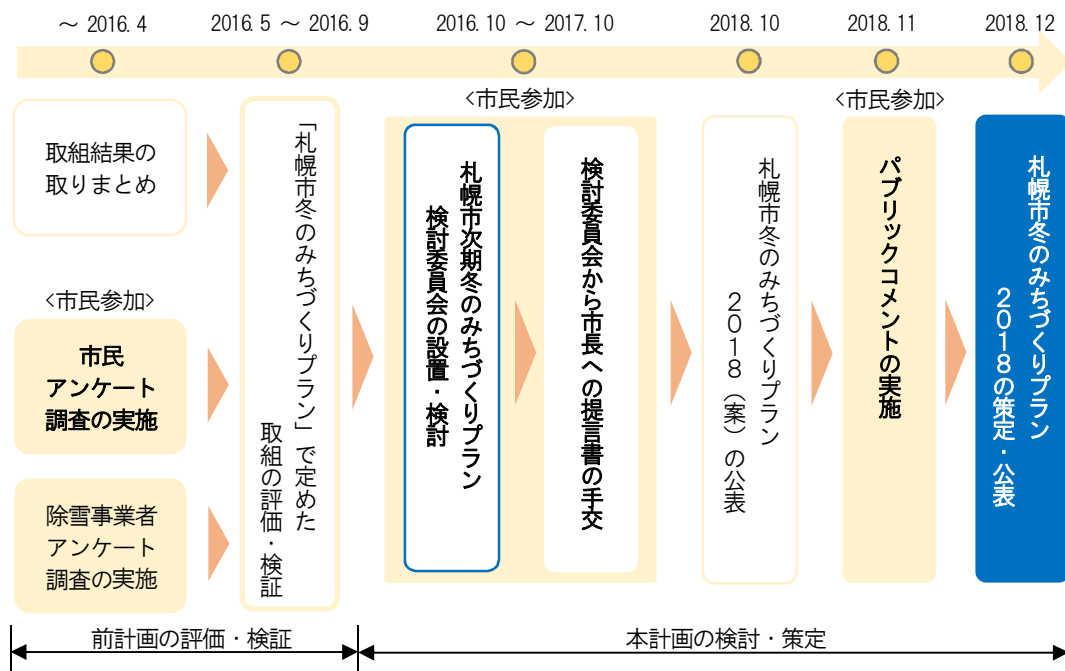 ～ 2016.4
2016.5 ～ 2016.9
2016.10 ～ 2017.10
2018.10
2018.11
2018.12
取組結果の
取りまとめ
<市民参加>
市民
アンケート
調査の実施
除雪事業者
アンケート
調査の実施
「札幌市冬のみちづくりプラン」で定めた
取組の評価・検証
<市民参加>
札幌市次期冬のみちづくりプラン
検討委員会の設置・検討
検討委員会から市長への提言書の手交
札幌市冬のみちづくりプラン
２０１８（案）の公表
<市民参加>
パブリックコメントの実施
札幌市冬のみちづくりプラン
２０１８の策定・公表
前計画の評価・検証
本計画の検討・策定